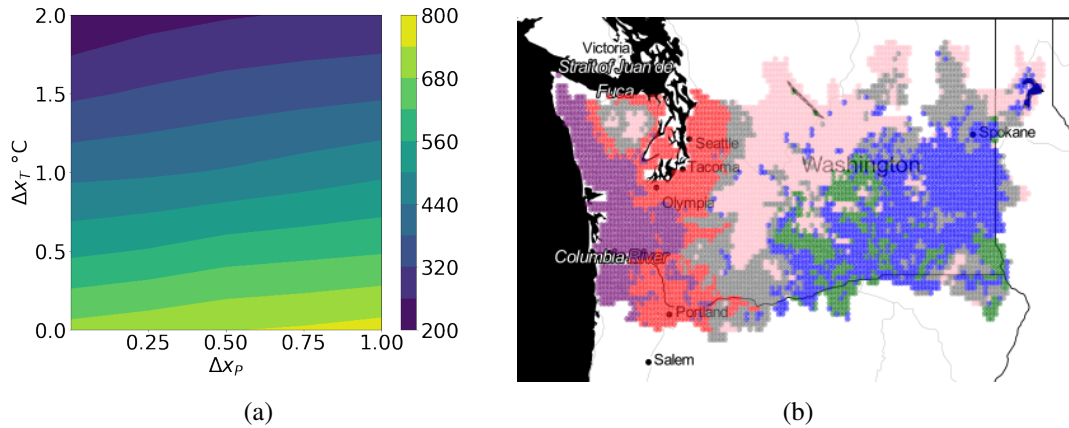 2.0
1.5
1.0
0.5
0.0
Δx_T °C
0.25
0.50
0.75
1.00
Δx_P
800
680
560
440
320
200
(a)
Victoria
Strait of Juan de
Fuca
Seattle
Tacoma
Olympia
Washington
Spokane
Columbia River
Portland
Salem
(b)